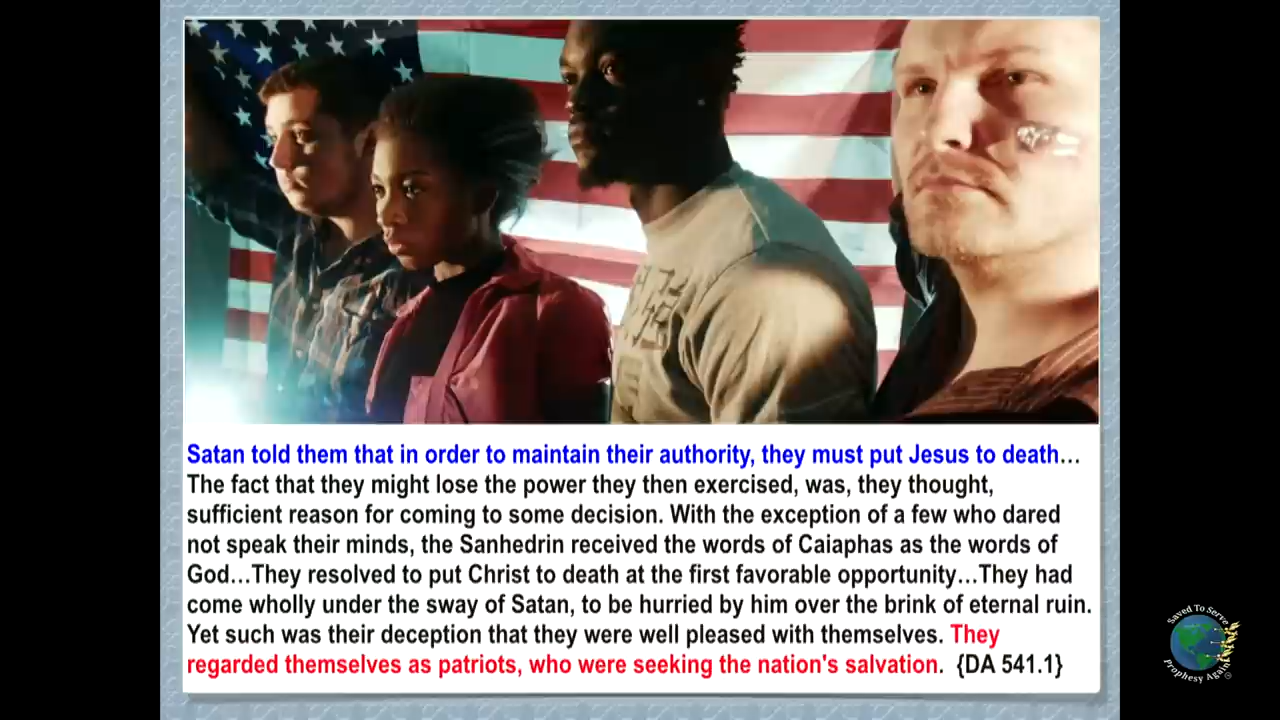 Satan told them that in order to maintain their authority, they must put Jesus to death…
The fact that they might lose the power they then exercised, was, they thought,
sufficient reason for coming to some decision. With the exception of a few who dared
not speak their minds, the Sanhedrin received the words of Caiaphas as the words of
God…They resolved to put Christ to death at the first favorable opportunity…They had
come wholly under the sway of Satan, to be hurried by him over the brink of eternal ruin.
Yet such was their deception that they were well pleased with themselves. They
regarded themselves as patriots, who were seeking the nation's salvation. {DA 541.1}
Saved To Serve
Prophesy Again